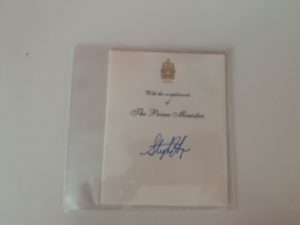 With the compliments
of
The Prime Minister